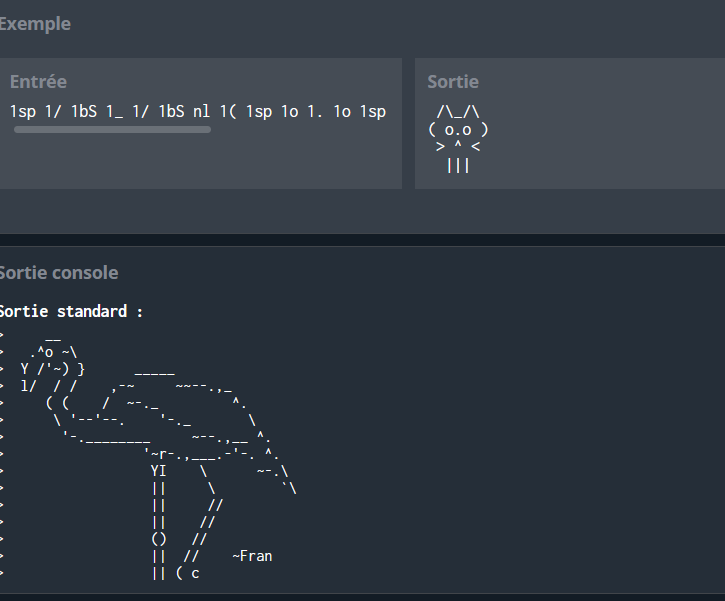 Exemple
Entrée
1sp 1/ 1bS 1_ 1/ 1bS nl 1( 1sp 1o 1. 1o 1sp
Sortie
 /\_/\
( o.o )
 > ^ <
  |||
Sortie console
Sortie standard :
>     __
>   .^o ~\
>  Y /'~) }      _____
>  l/  / /    ,-~     ~~--.,_
>     ( (    /  ~-._         ^.
>      \ '--'--.    '-._       \
>       '-.________     ~--.,__ ^.
>                 '~r-.,___.-'-. ^.
>                  YI    \      ~-.\
>                  ||     \        `\
>                  ||     //
>                  ||    //
>                  ()   //
>                  ||  //    ~Fran
>                  || ( c